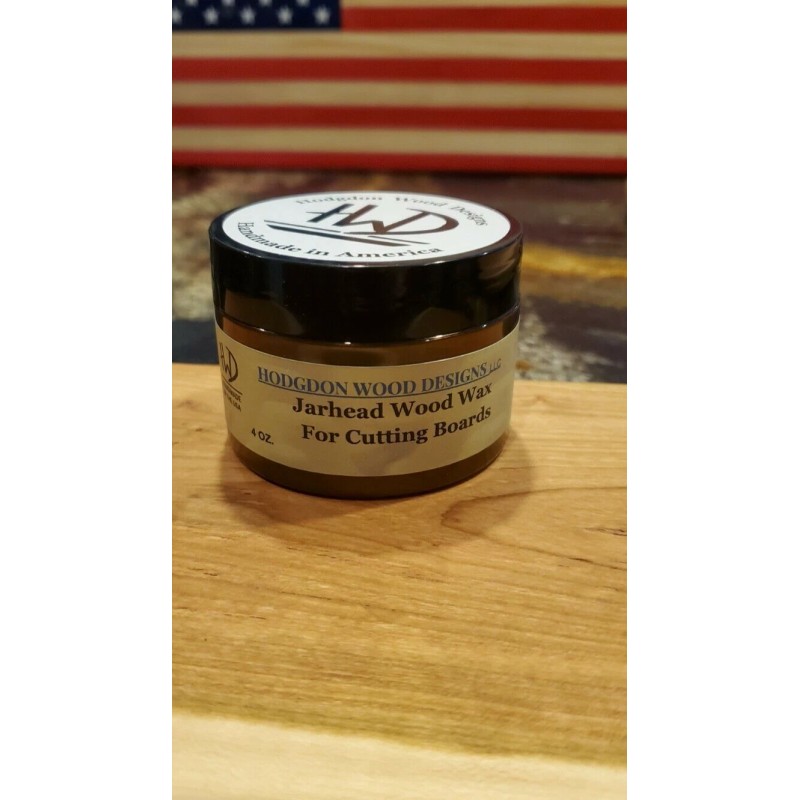 Hodgdon Wood Designs
HWD
Handmade in America
HWD
HODGDON WOOD DESIGNS LLC
Jarhead Wood Wax
For Cutting Boards
4 OZ.